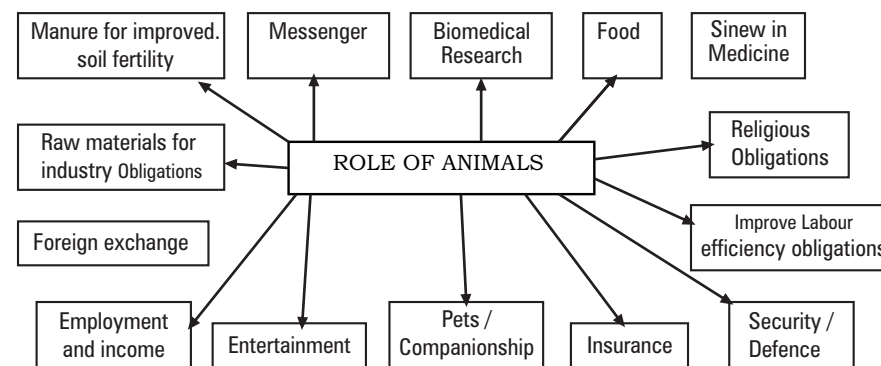 Manure for improved.
soil fertility
Messenger
Biomedical
Research
Food
Sinew in
Medicine
Raw materials for
industry Obligations
ROLE OF ANIMALS
Religious
Obligations
Foreign exchange
Improve Labour
efficiency obligations
Employment
and income
Entertainment
Pets /
Companionship
Insurance
Security /
Defence